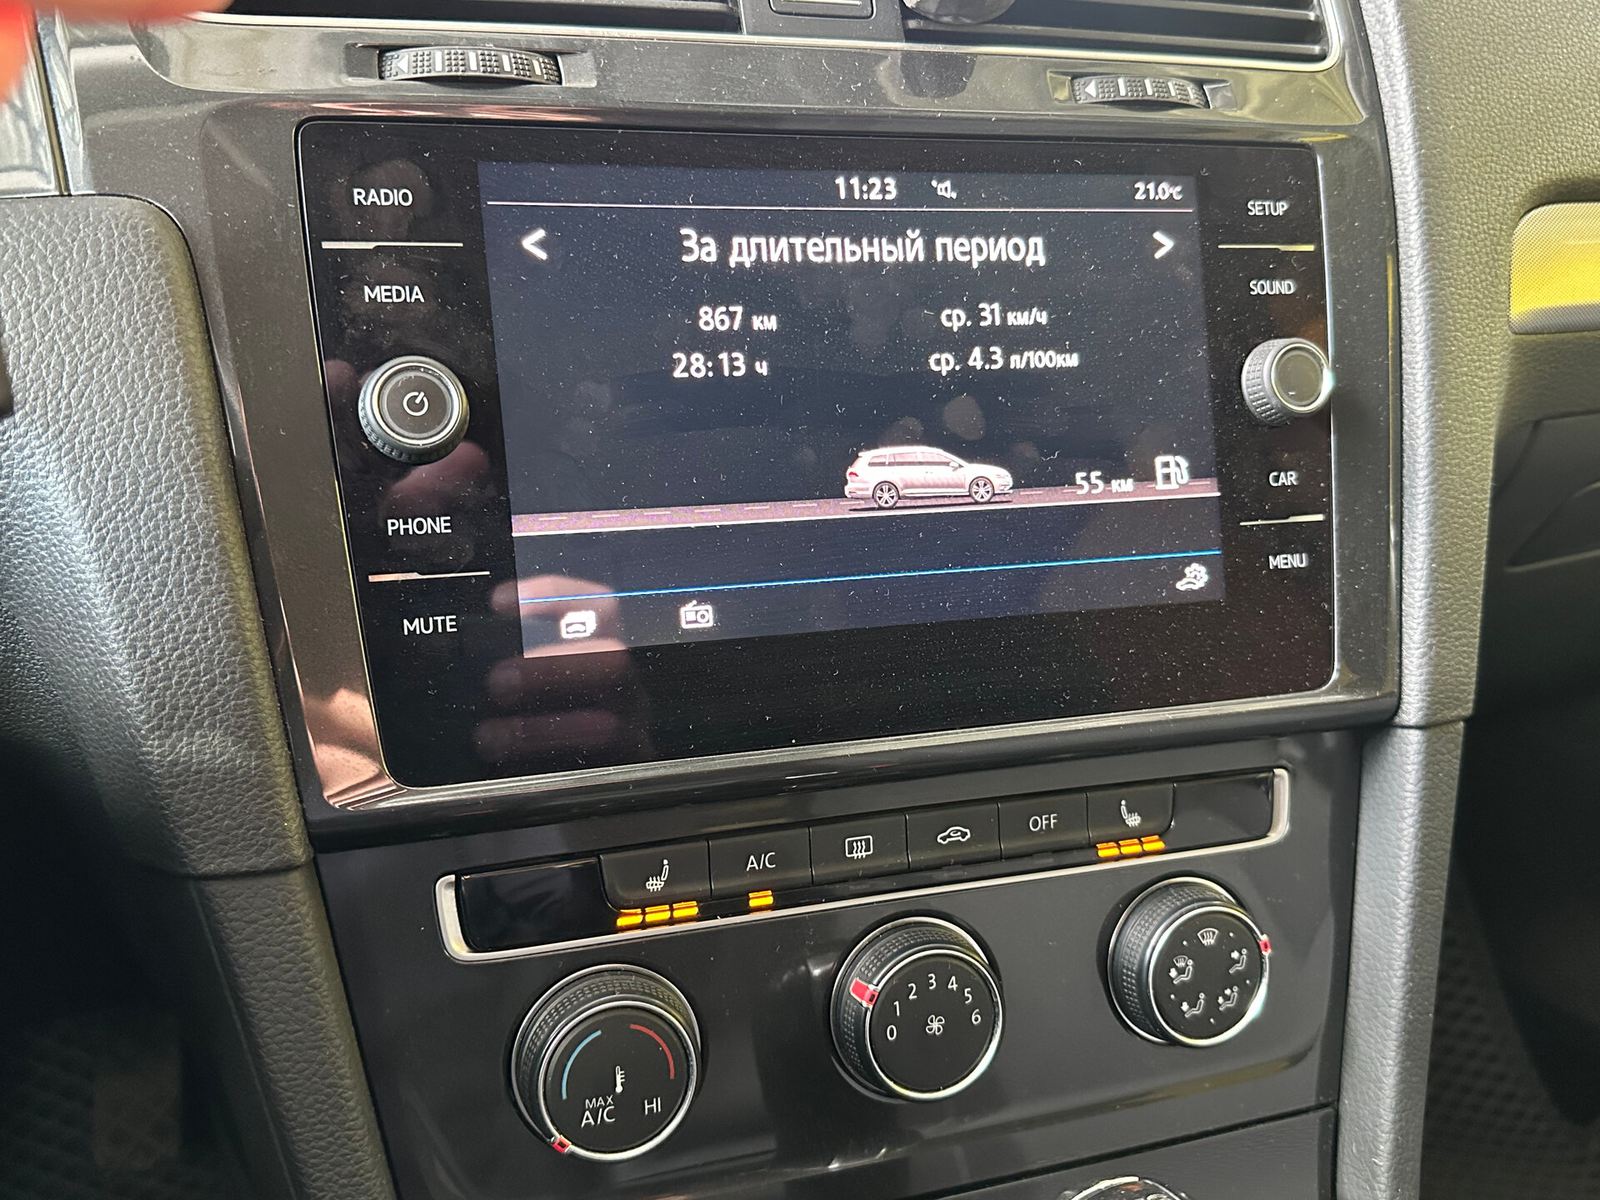 11:23
21.0°C
RADIO
SETUP
< За длительный период >
MEDIA
SOUND
867 км
ср. 31 км/ч
28:13 ч
ср. 4.3 л/100км
55 км
CAR
PHONE
MENU
MUTE
A/C
OFF
0 1 2 3 4 5 6
MAX A/C
HI